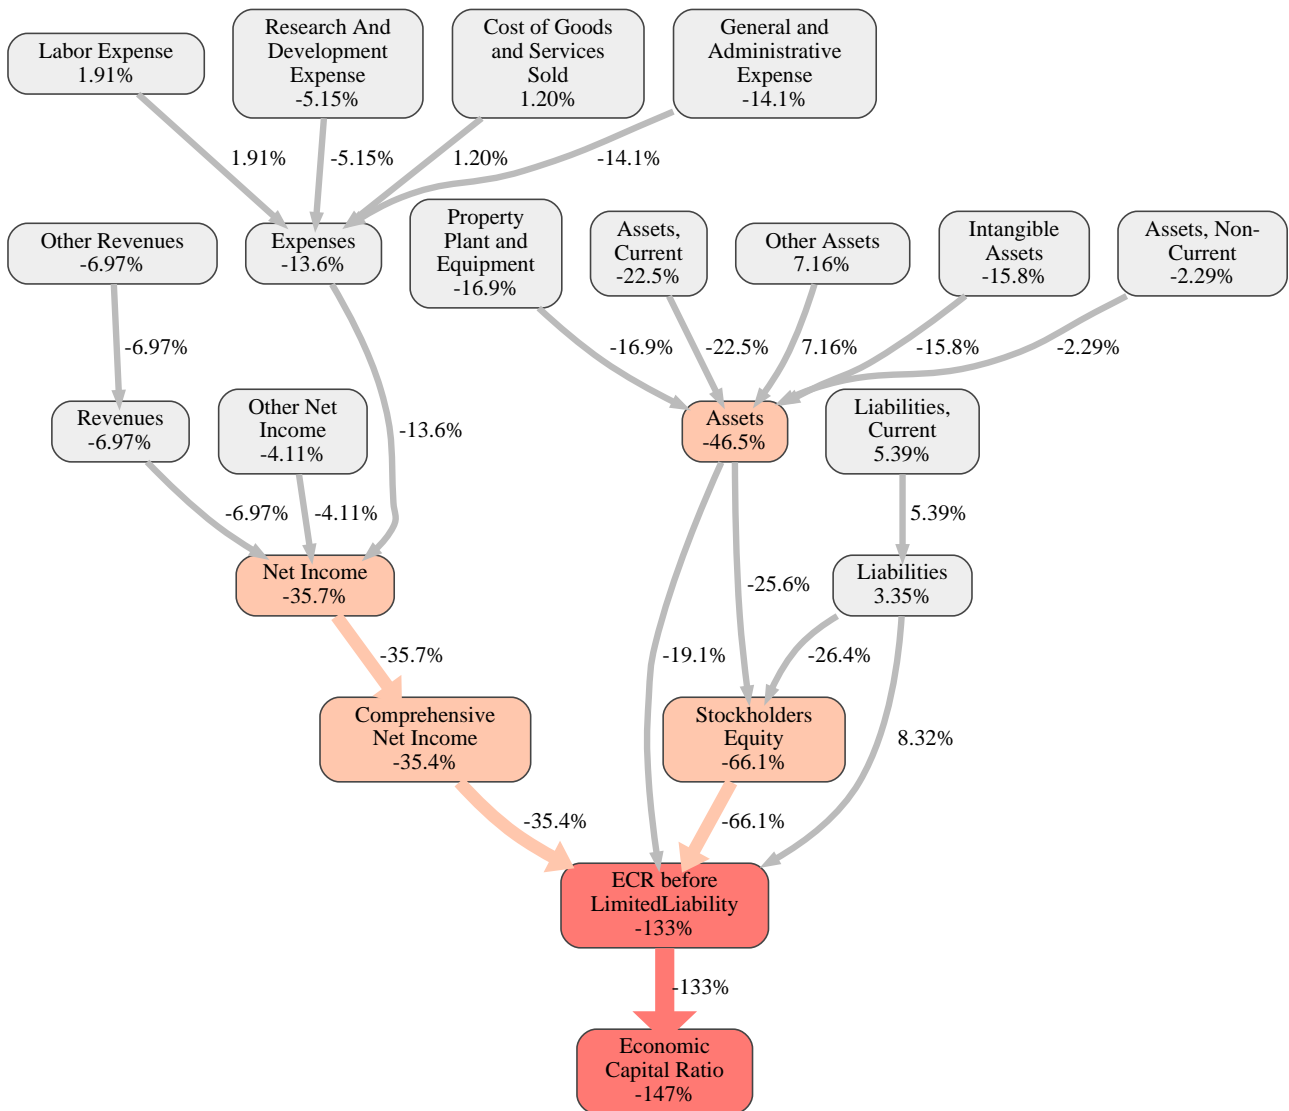 Labor Expense
1.91%
Research And
Development
Expense
-5.15%
Cost of Goods
and Services
Sold
1.20%
General and
Administrative
Expense
-14.1%
1.91%
-5.15%
1.20%
-14.1%
Other Revenues
-6.97%
Expenses
-13.6%
Property
Plant and
Equipment
-16.9%
Assets,
Current
-22.5%
Other Assets
7.16%
Intangible
Assets
-15.8%
Assets, Non-
Current
-2.29%
-6.97%
-16.9%
-22.5%
7.16%
-15.8%
-2.29%
Revenues
-6.97%
Other Net
Income
-4.11%
-13.6%
Assets
-46.5%
Liabilities,
Current
5.39%
-6.97%
-4.11%
5.39%
Net Income
-35.7%
-25.6%
Liabilities
3.35%
-35.7%
-19.1%
-26.4%
Comprehensive
Net Income
-35.4%
Stockholders
Equity
-66.1%
8.32%
-35.4%
-66.1%
ECR before
LimitedLiability
-133%
-133%
Economic
Capital Ratio
-147%